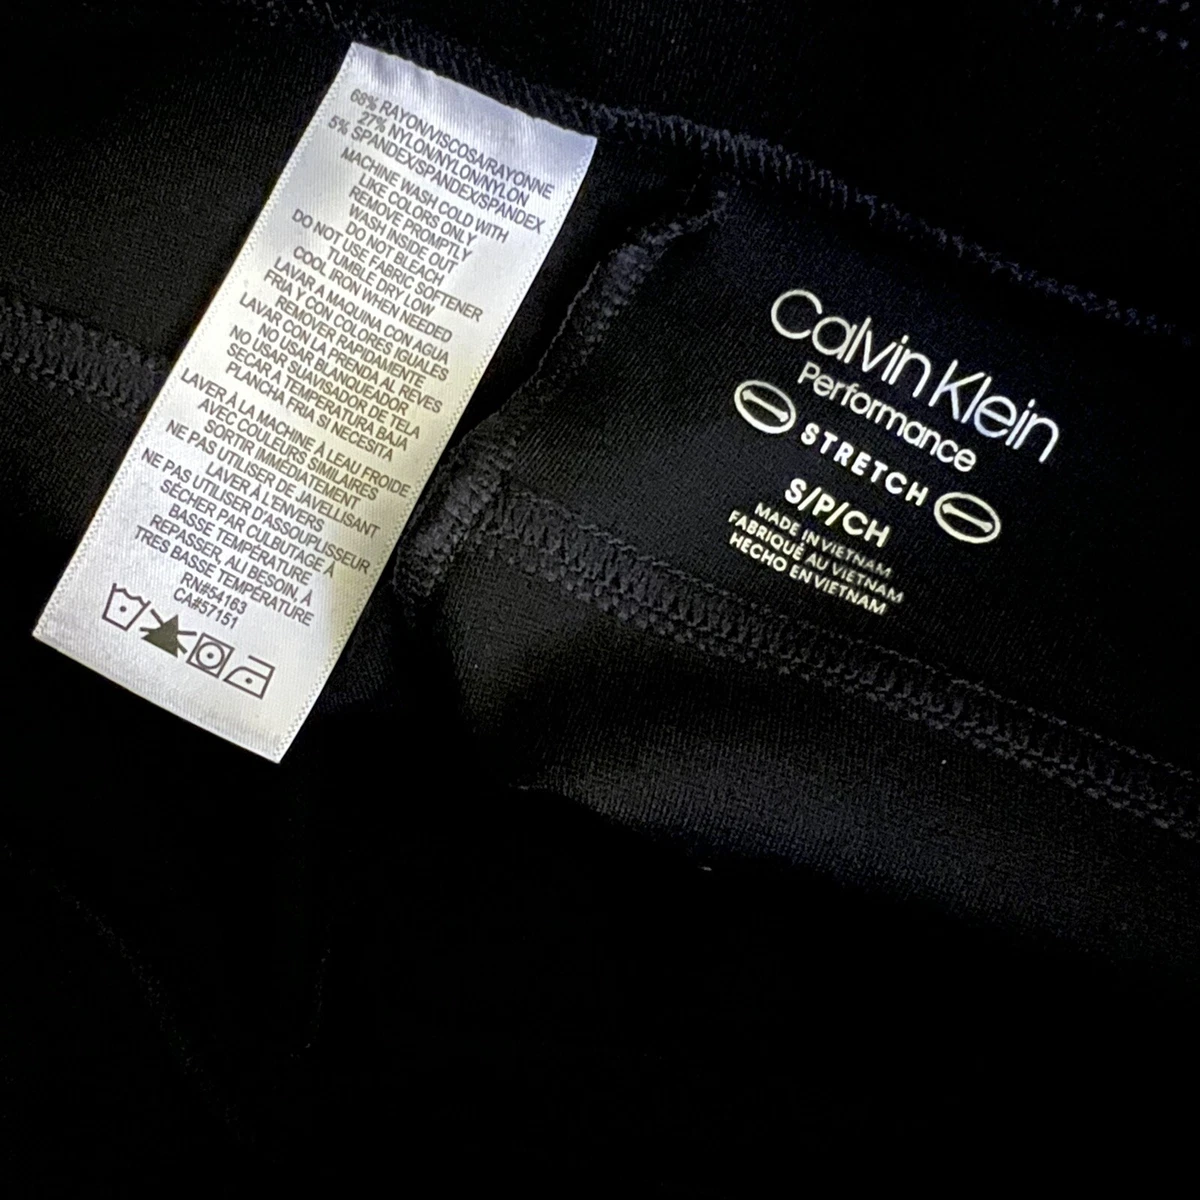 68% RAYON/VISCOSA/RAYONNE
27% NYLON/NYLON/NYLON
5% SPANDEX/SPANDEX/SPANDEX
MACHINE WASH COLD WITH
LIKE COLORS ONLY
REMOVE PROMPTLY
WASH INSIDE OUT
DO NOT BLEACH
DO NOT USE FABRIC SOFTENER
TUMBLE DRY LOW
COOL IRON WHEN NEEDED
LAVAR A MAQUINA CON AGUA
FRIA Y CON COLORES IGUALES
REMOVER RAPIDAMENTE
LAVAR CON LA PRENDA AL REVES
NO USAR BLANQUEADOR
NO USAR SUAVISADOR DE TELA
SECAR A TEMPERATURA BAJA
PLANCHA FRIA SI NECESITA
LAVER À LA MACHINE À L'EAU FROIDE
AVEC COULEURS SIMILAIRES
SORTIR IMMÉDIATEMENT
NE PAS UTILISER DE JAVELLISANT
LAVER À L'ENVERS
NE PAS UTILISER D'ASSOUPLISSEUR
SÉCHER PAR CULBUTAGE À
BASSE TEMPÉRATURE
REPASSER, AU BESOIN, À
TRES BASSE TEMPÉRATURE
RN#54163
CA#57151
Calvin Klein
Performance
STRETCH
S/P/CH
MADE IN VIETNAM
FABRIQUÉ AU VIETNAM
HECHO EN VIETNAM